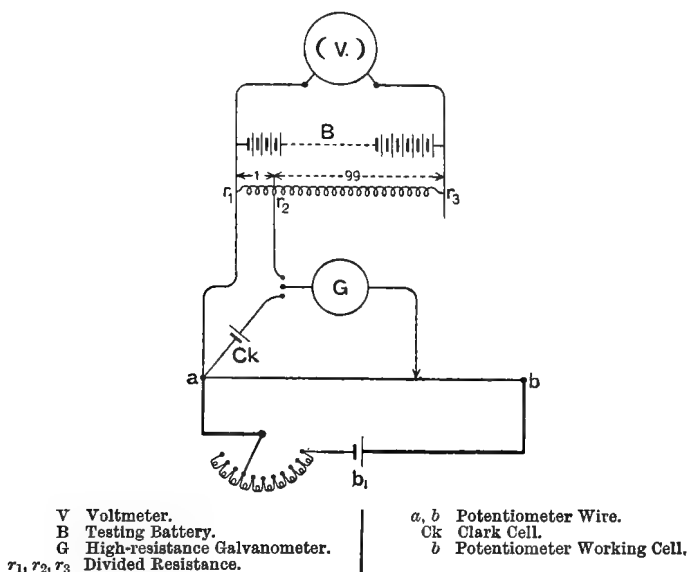 (V.)
B
1 99
r₁ r₂ r₃
G
Ck
a b
b₁
V Voltmeter.
B Testing Battery.
G High-resistance Galvanometer.
r₁, r₂, r₃ Divided Resistance.
a, b Potentiometer Wire.
Ck Clark Cell.
b Potentiometer Working Cell.